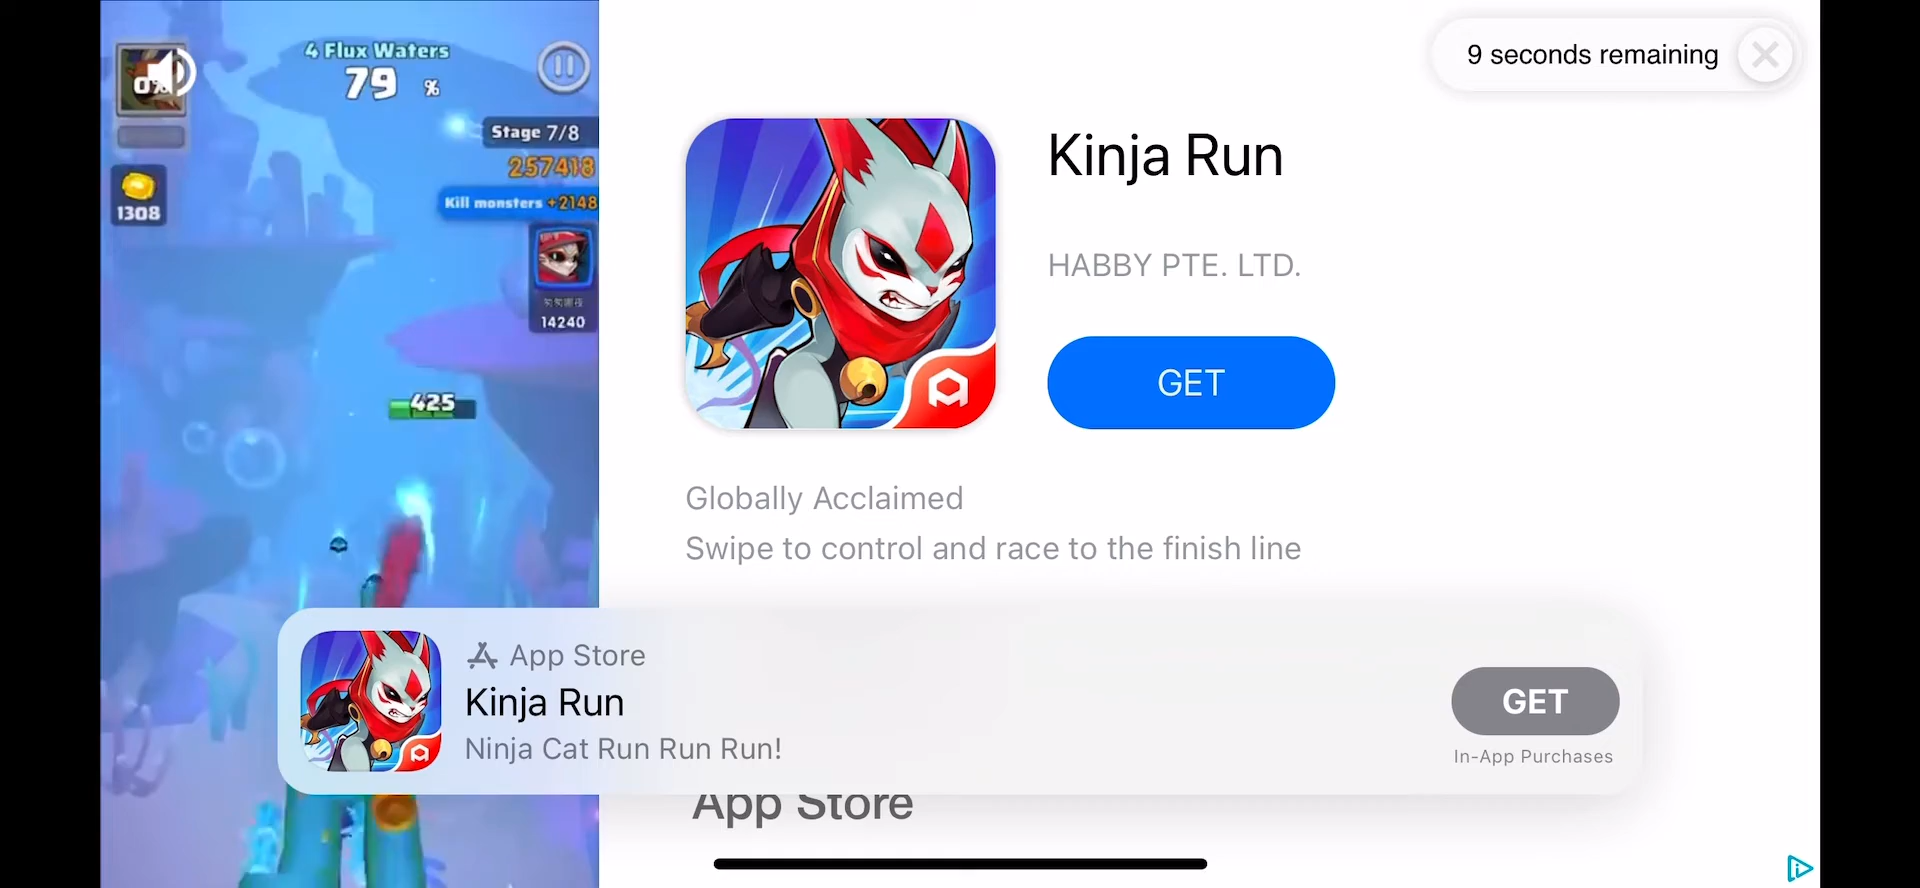 4 Flux Waters
79 %
0%
Stage 7/8
257418
Kill monsters +2148
1308
14240
425
9 seconds remaining
Kinja Run
HABBY PTE. LTD.
GET
Globally Acclaimed
Swipe to control and race to the finish line
App Store
Kinja Run
Ninja Cat Run Run Run!
GET
In-App Purchases
App Store